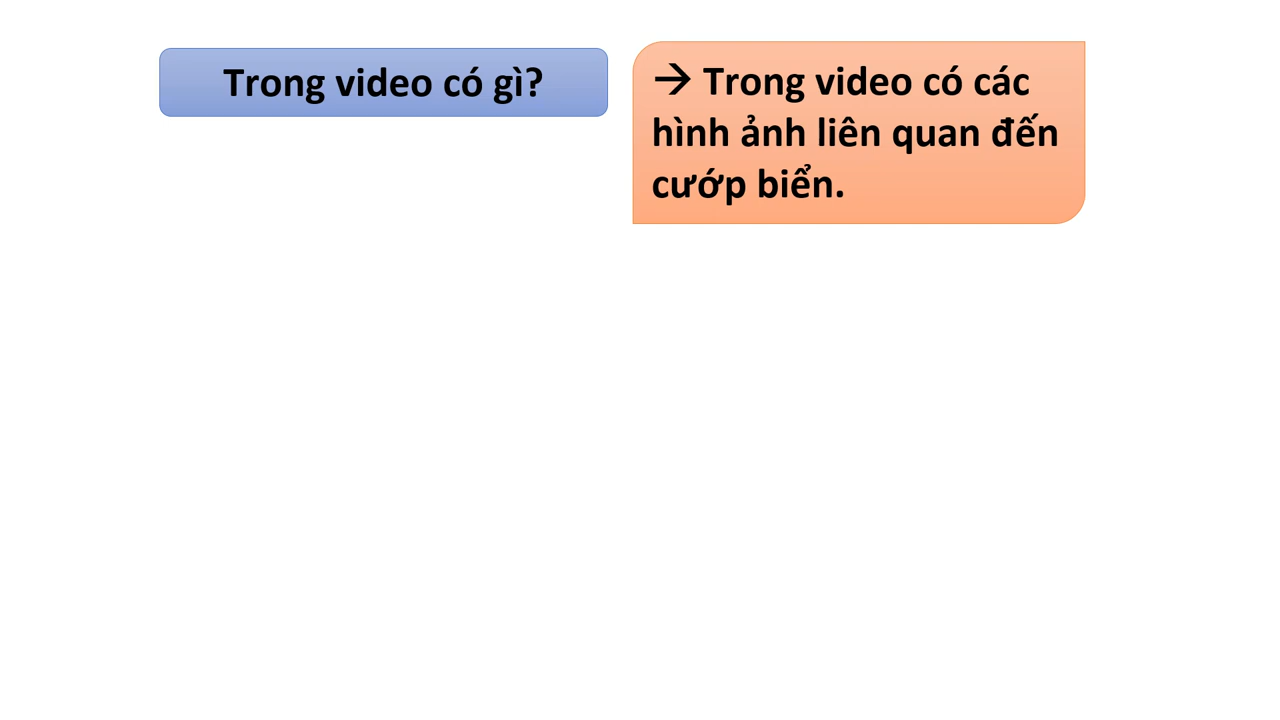 Trong video có gì?
→ Trong video có các
hình ảnh liên quan đến
cướp biển.